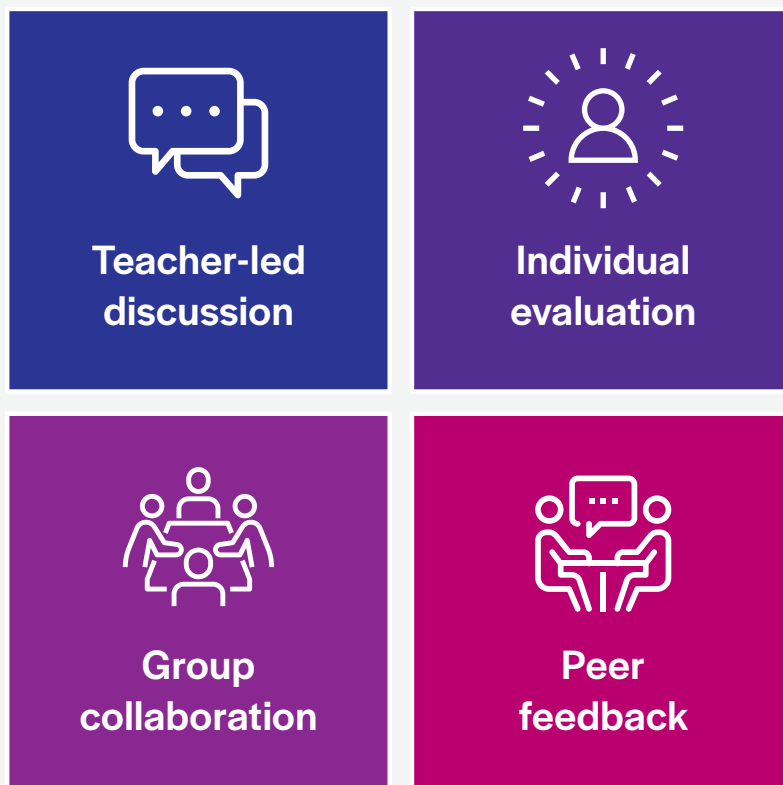 Teacher-led
discussion
Individual
evaluation
Group
collaboration
Peer
feedback